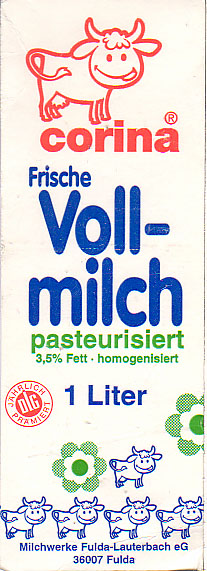 corina®
Frische
Voll-
milch
pasteurisiert
3,5% Fett · homogenisiert
1 Liter
JÄHRLICH
DLG
PRÄMIERT
Milchwerke Fulda-Lauterbach eG
36007 Fulda